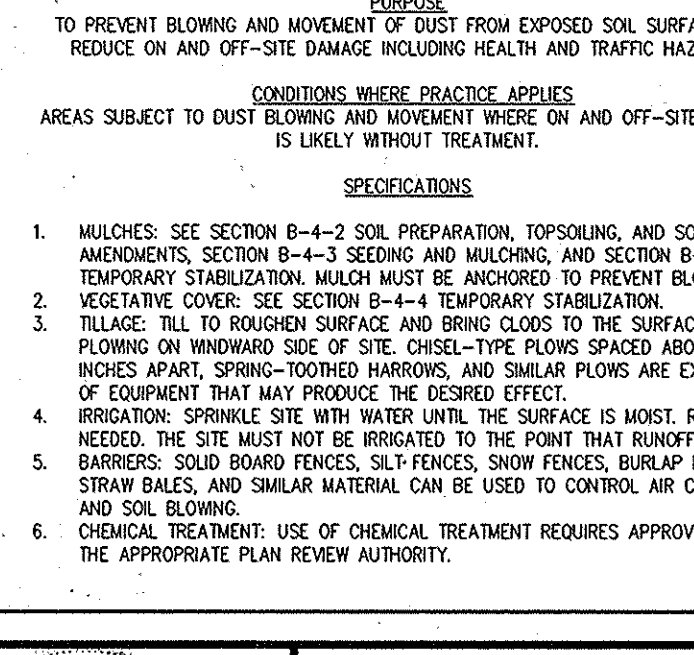 PURPOSE
TO PREVENT BLOWING AND MOVEMENT OF DUST FROM EXPOSED SOIL SURFA
REDUCE ON AND OFF-SITE DAMAGE INCLUDING HEALTH AND TRAFFIC HAZ
CONDITIONS WHERE PRACTICE APPLIES
AREAS SUBJECT TO DUST BLOWING AND MOVEMENT WHERE ON AND OFF-SITE
IS LIKELY WITHOUT TREATMENT.
SPECIFICATIONS
1. MULCHES: SEE SECTION B-4-2 SOIL PREPARATION, TOPSOILING, AND SO
AMENDMENTS, SECTION B-4-3 SEEDING AND MULCHING, AND SECTION B-
TEMPORARY STABILIZATION. MULCH MUST BE ANCHORED TO PREVENT BLO
2. VEGETATIVE COVER: SEE SECTION B-4-4 TEMPORARY STABILIZATION.
3. TILLAGE: TILL TO ROUGHEN SURFACE AND BRING CLODS TO THE SURFAC
PLOWING ON WINDWARD SIDE OF SITE. CHISEL-TYPE PLOWS SPACED ABO
INCHES APART, SPRING-TOOTHED HARROWS, AND SIMILAR PLOWS ARE EX
OF EQUIPMENT THAT MAY PRODUCE THE DESIRED EFFECT.
4. IRRIGATION: SPRINKLE SITE WITH WATER UNTIL THE SURFACE IS MOIST. R
NEEDED. THE SITE MUST NOT BE IRRIGATED TO THE POINT THAT RUNOFF
5. BARRIERS: SOLID BOARD FENCES, SILT FENCES, SNOW FENCES, BURLAP
STRAW BALES, AND SIMILAR MATERIAL CAN BE USED TO CONTROL AIR C
AND SOIL BLOWING.
6. CHEMICAL TREATMENT: USE OF CHEMICAL TREATMENT REQUIRES APPROV
THE APPROPRIATE PLAN REVIEW AUTHORITY.